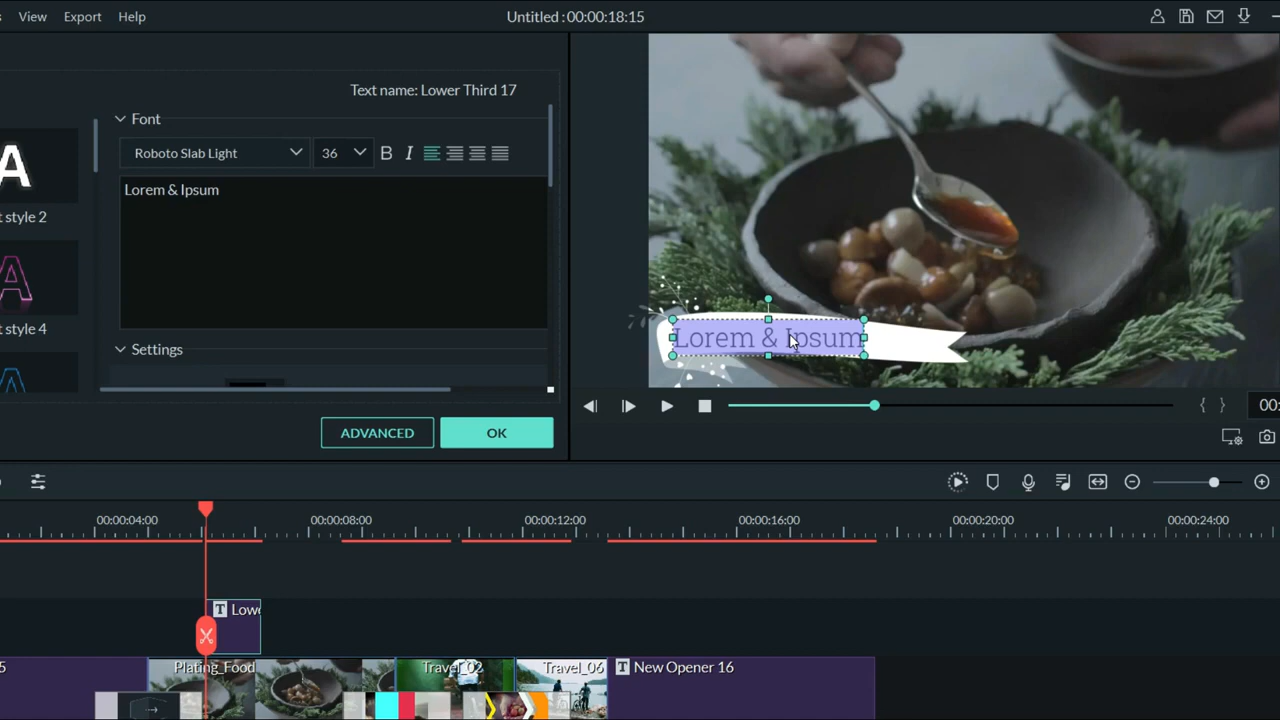 View Export Help Untitled : 00:00:18:15
Text name: Lower Third 17
Font
Roboto Slab Light 36 B I
Lorem & Ipsum
A
t style 2
A
t style 4
A
Settings
ADVANCED OK
Lorem & Ipsum
00:
00:00:04:00 00:00:08:00 00:00:12:00 00:00:16:00 00:00:20:00 00:00:24:00
T Lowe
5 Plating_Food Travel_02 Travel_06 T New Opener 16